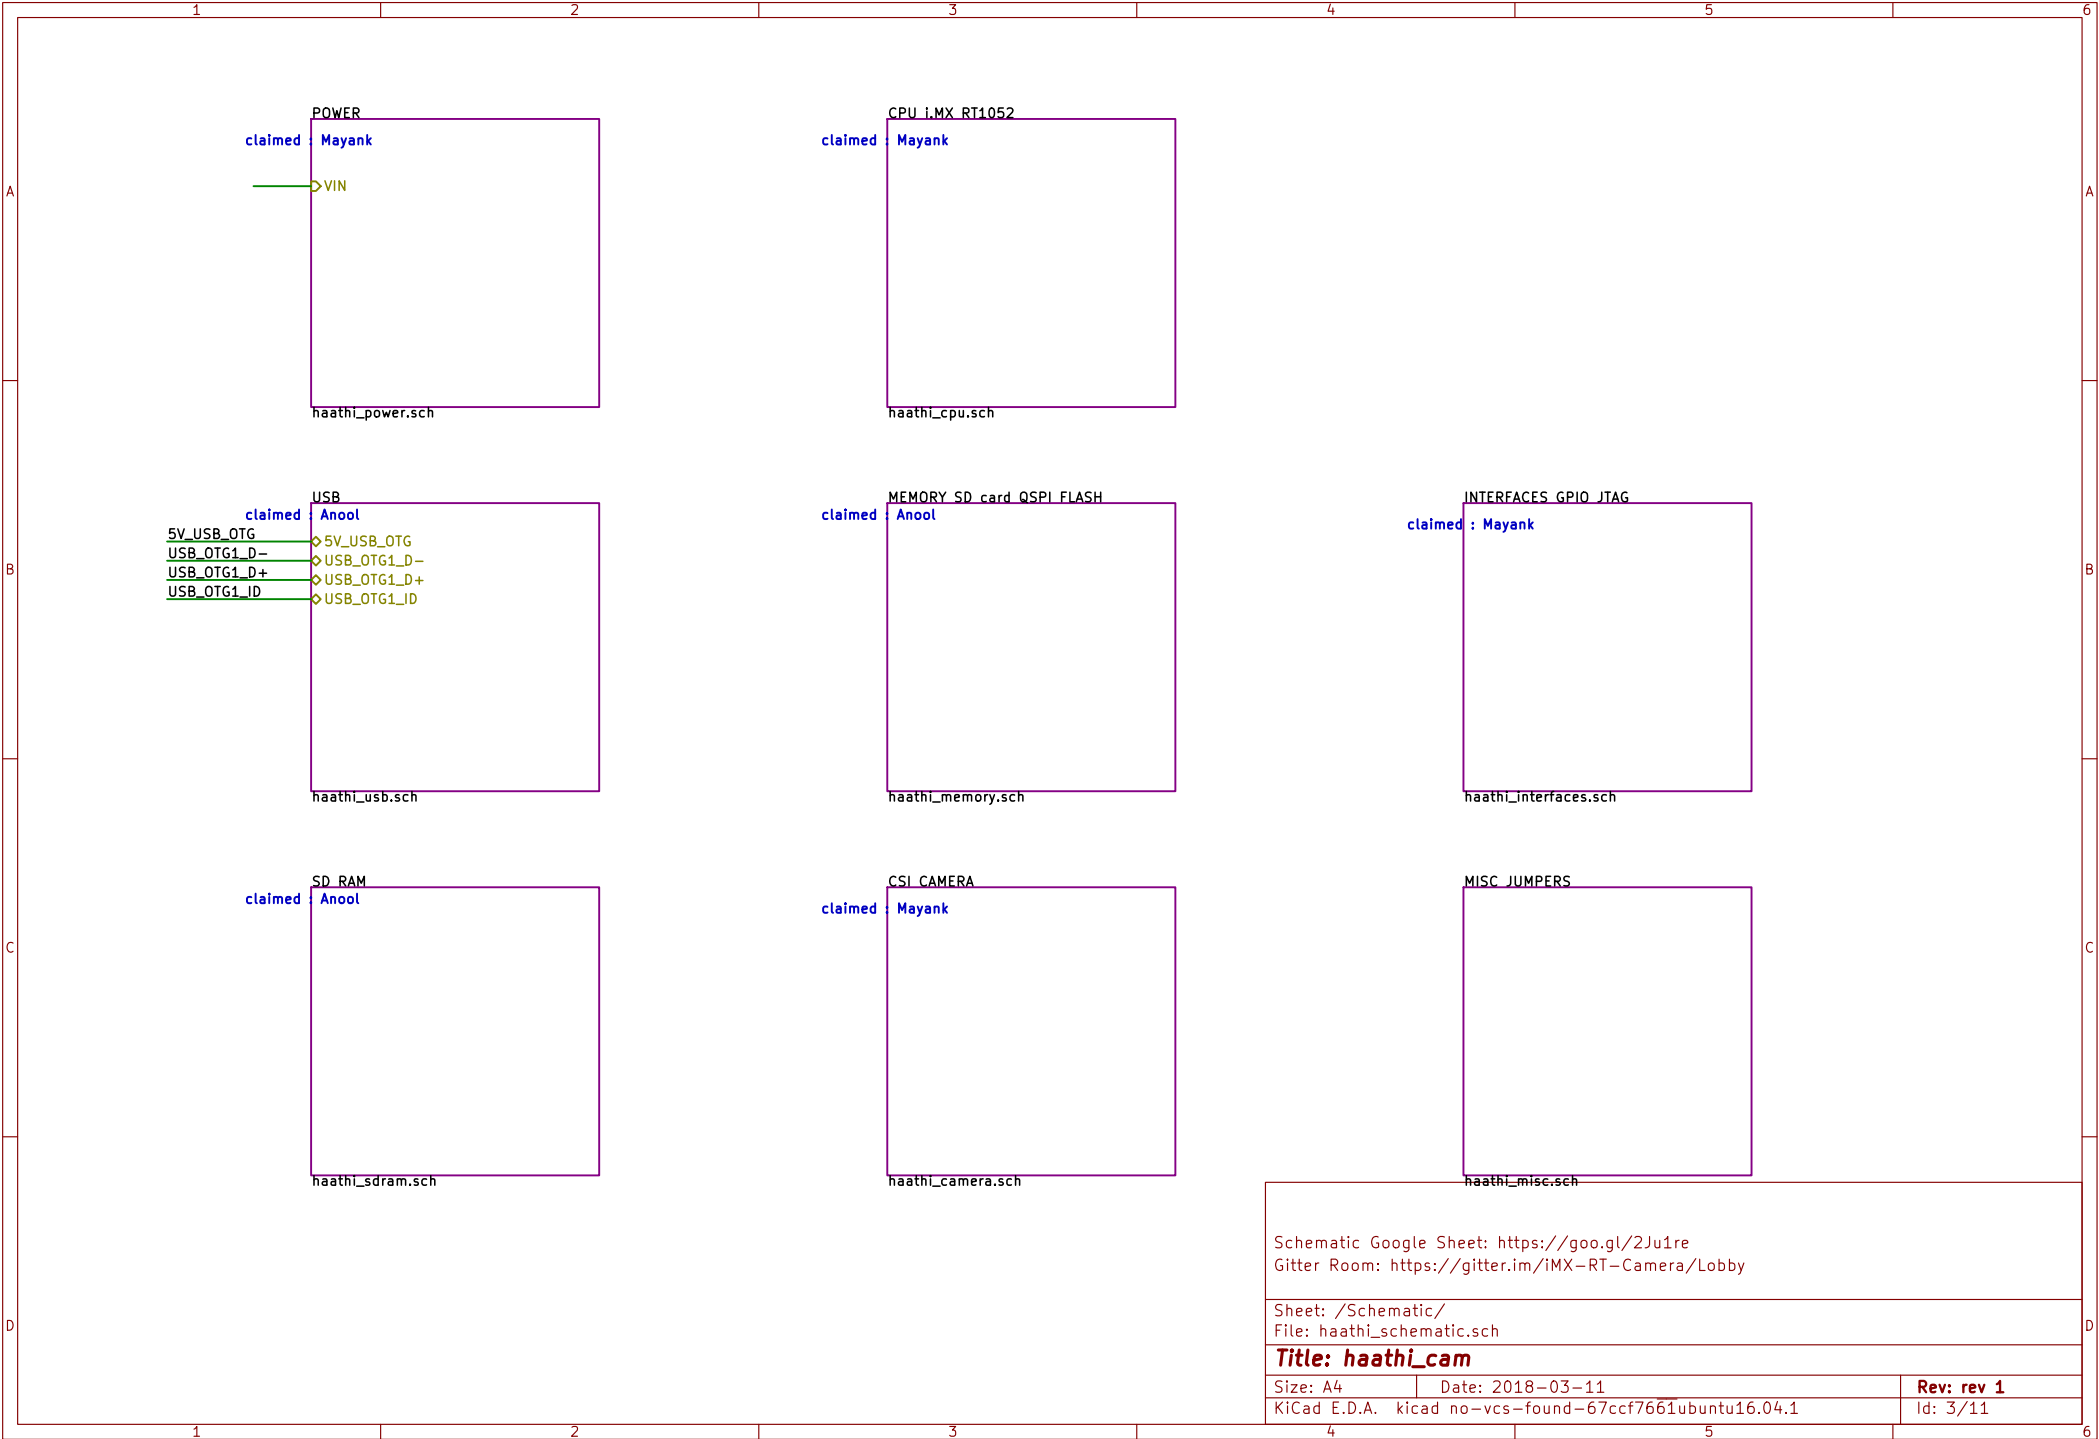 1 2 3 4 5 6
POWER
CPU i.MX RT1052
claimed : Mayank
claimed : Mayank
VIN
A
A
haathi_power.sch
haathi_cpu.sch
USB
MEMORY SD card QSPI FLASH
INTERFACES GPIO JTAG
claimed : Anool
claimed : Anool
claimed : Mayank
5V_USB_OTG
5V_USB_OTG
USB_OTG1_D-
USB_OTG1_D-
USB_OTG1_D+
USB_OTG1_D+
USB_OTG1_ID
USB_OTG1_ID
B
B
haathi_usb.sch
haathi_memory.sch
haathi_interfaces.sch
SD RAM
CSI CAMERA
MISC JUMPERS
claimed : Anool
claimed : Mayank
C
C
haathi_sdram.sch
haathi_camera.sch
haathi_misc.sch
Schematic Google Sheet: https://goo.gl/2Ju1re
Gitter Room: https://gitter.im/iMX-RT-Camera/Lobby
Sheet: /Schematic/
File: haathi_schematic.sch
D
D
Title: haathi_cam
Size: A4
Date: 2018-03-11
Rev: rev 1
KiCad E.D.A. kicad no-vcs-found-67ccf7661ubuntu16.04.1
Id: 3/11
1 2 3 4 5 6